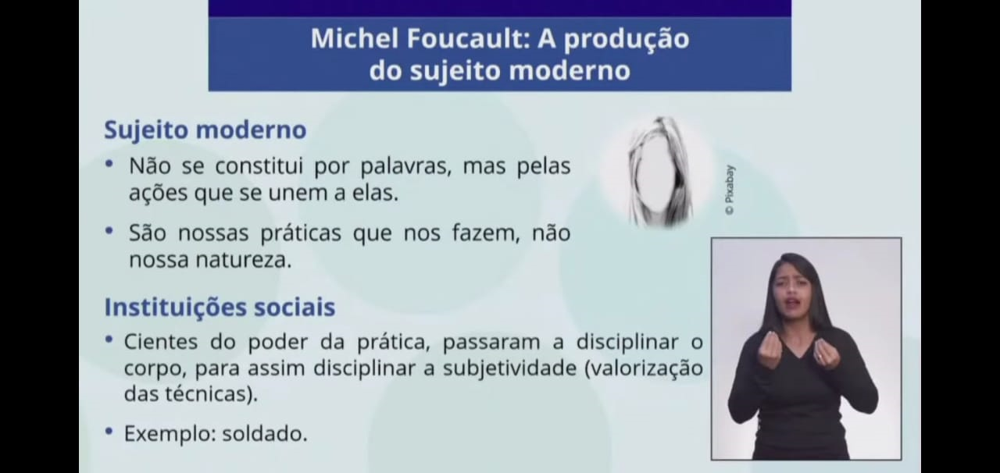 Michel Foucault: A produção
do sujeito moderno
Sujeito moderno
• Não se constitui por palavras, mas pelas
ações que se unem a elas.
• São nossas práticas que nos fazem, não
nossa natureza.
© Pixabay
Instituições sociais
• Cientes do poder da prática, passaram a disciplinar o
corpo, para assim disciplinar a subjetividade (valorização
das técnicas).
• Exemplo: soldado.